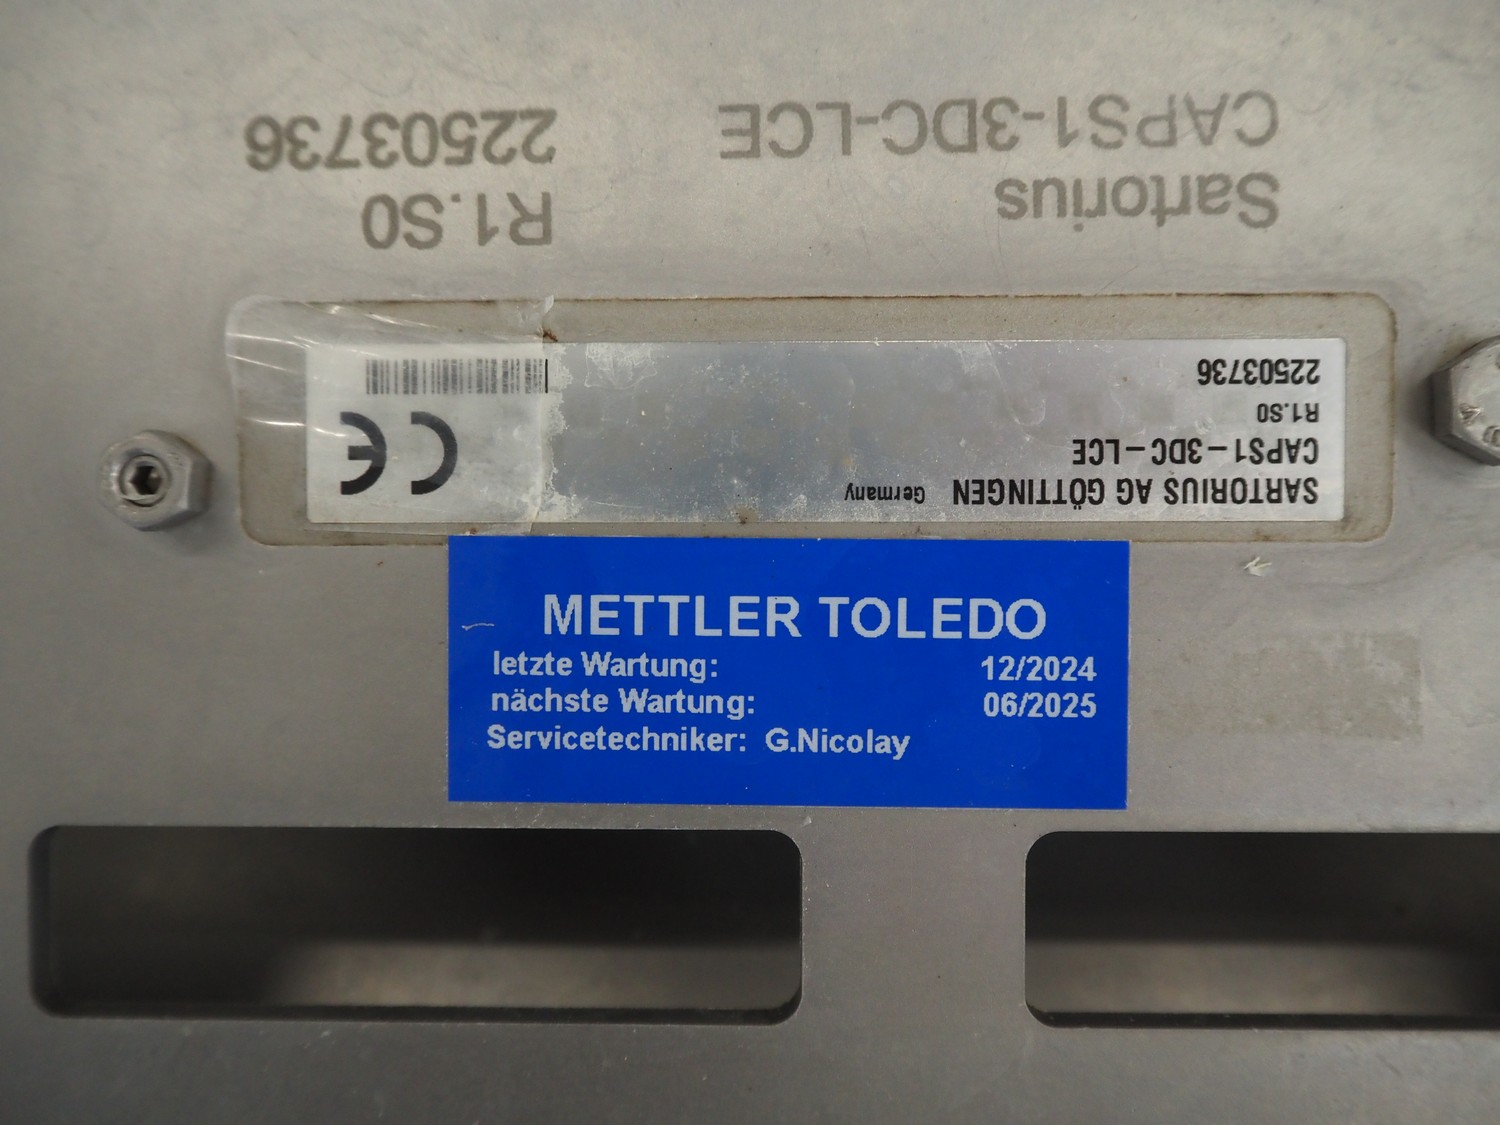 Sartorius
CAPS1-3DC-LCE
R1.S0
22503736
SARTORIUS AG GÖTTINGEN Germany
CAPS1-3DC-LCE
R1.S0
22503736
CE
METTLER TOLEDO
letzte Wartung: 12/2024
nächste Wartung: 06/2025
Servicetechniker: G.Nicolay